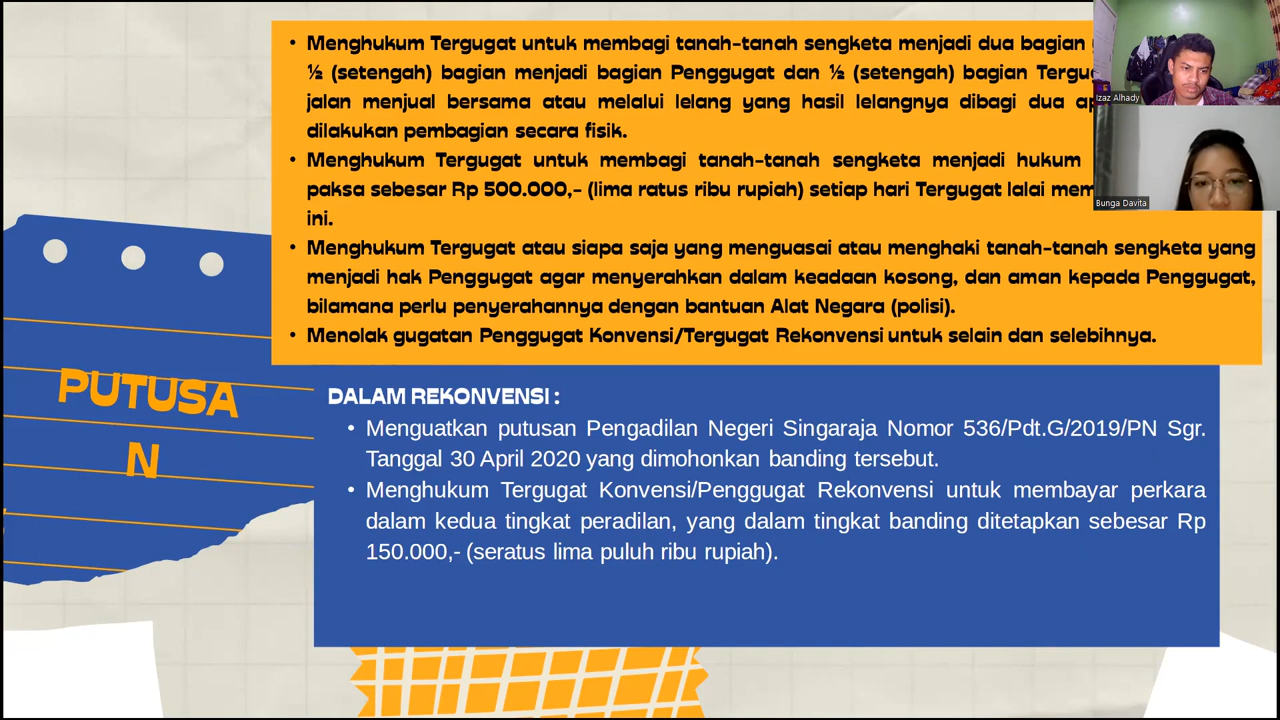 • Menghukum Tergugat untuk membagi tanah-tanah sengketa menjadi dua bagian
½ (setengah) bagian menjadi bagian Penggugat dan ½ (setengah) bagian
jalan menjual bersama atau melalui lelang yang hasil lelangnya dibagi dua
dilakukan pembagian secara fisik.
• Menghukum Tergugat untuk membagi tanah-tanah sengketa menjadi hukum
paksa sebesar Rp 500.000,- (lima ratus ribu rupiah) setiap hari Tergugat lalai
ini.
• Menghukum Tergugat atau siapa saja yang menguasai atau menghaki tanah-tanah sengketa yang
menjadi hak Penggugat agar menyerahkan dalam keadaan kosong, dan aman kepada Penggugat,
bilamana perlu penyerahannya dengan bantuan Alat Negara (polisi).
• Menolak gugatan Penggugat Konvensi/Tergugat Rekonvensi untuk selain dan selebihnya.
PUTUSA
N
DALAM REKONVENSI :
• Menguatkan putusan Pengadilan Negeri Singaraja Nomor 536/Pdt.G/2019/PN Sgr.
Tanggal 30 April 2020 yang dimohonkan banding tersebut.
• Menghukum Tergugat Konvensi/Penggugat Rekonvensi untuk membayar perkara
dalam kedua tingkat peradilan, yang dalam tingkat banding ditetapkan sebesar Rp
150.000,- (seratus lima puluh ribu rupiah).
Izaz Alhady
Bunga Davita